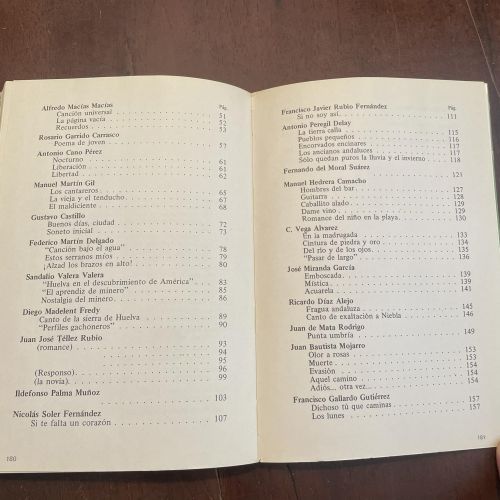 Pág.
Alfredo Macías Macías
Canción universal . . . 51
La página vacía . . . 52
Recuerdos . . . 53
Rosario Garrido Carrasco
Poema de joven . . . 57
Antonio Cano Pérez
Nocturno . . . 61
Liberación . . . 61
Libertad . . . 62
Manuel Martín Gil
Los cantareros . . . 65
La vieja y el tenducho . . . 67
El maldiciente . . . 68
Gustavo Castillo
Buenos días, ciudad . . . 72
Soneto inicial . . . 77
Federico Martín Delgado
"Canción bajo el agua" . . . 78
Estos serranos míos . . . 79
¡Alzad los brazos en alto! . . . 80
Sandalio Valera Valera
"Huelva en el descubrimiento de América" . . . 83
"El aprendiz de minero" . . . 85
Nostalgia del minero . . . 86
Diego Madelent Fredy
Canto de la sierra de Huelva . . . 89
"Perfiles gachoneros" . . . 90
Juan José Téllez Rubio
(romance) . . . 93
. . . 94
. . . 95
(Responso) . . . 96
(la novia) . . . 99
Ildefonso Palma Muñoz
. . . 103
Nicolás Soler Fernández
Si te falta un corazón . . . 107
180
Pág.
Francisco Javier Rubio Fernández
Si no soy así . . . 111
Antonio Peregil Delay
La tierra calla . . . 115
Pueblos pequeños . . . 116
Encorvados encinares . . . 117
Los ancianos andaluces . . . 117
Sólo quedan puros la lluvia y el invierno . . . 118
Fernando del Moral Suárez
. . . 121
Manuel Hedrera Camacho
Hombres del bar . . . 127
Guitarra . . . 128
Caballito alado . . . 129
Dame vino . . . 129
Romance del niño en la playa . . . 130
C. Vega Alvarez
En la madrugada . . . 133
Cintura de piedra y oro . . . 134
Del río y de los ojos . . . 135
"Pasar de largo" . . . 136
José Miranda García
Emboscada . . . 139
Mística . . . 139
Acuarela . . . 141
Ricardo Díaz Alejo
Fragua andaluza . . . 145
Canto de exaltación a Niebla . . . 146
Juan de Mata Rodrigo
Punta umbría . . . 149
Juan Bautista Mojarro
Olor a rosas . . . 153
Muerte . . . 153
Evasión . . . 154
Aquel camino . . . 154
Adiós... otra vez . . . 154
Francisco Gallardo Gutiérrez
Dichoso tú que caminas . . . 157
Los lunes . . . 157
181